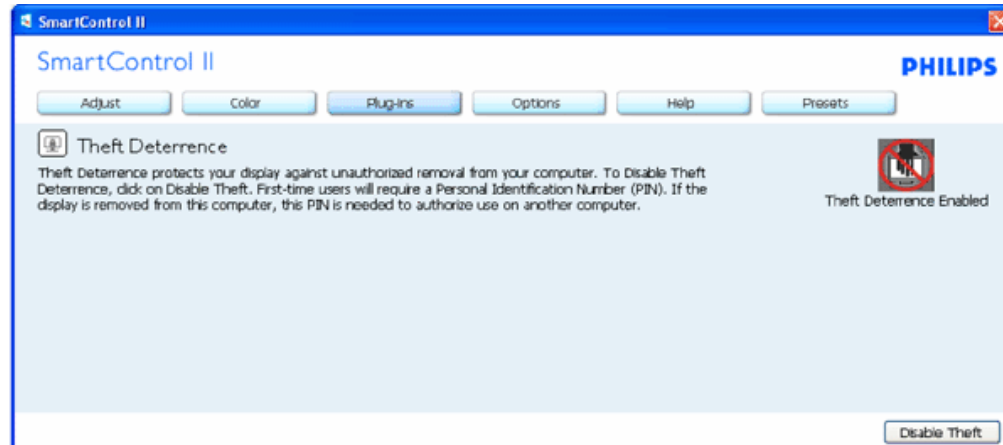 SmartControl II
SmartControl II
PHILIPS
Adjust Color Plug-Ins Options Help Presets
Theft Deterrence
Theft Deterrence protects your display against unauthorized removal from your computer. To Disable Theft
Deterrence, click on Disable Theft. First-time users will require a Personal Identification Number (PIN). If the
display is removed from this computer, this PIN is needed to authorize use on another computer.
Theft Deterrence Enabled
Disable Theft